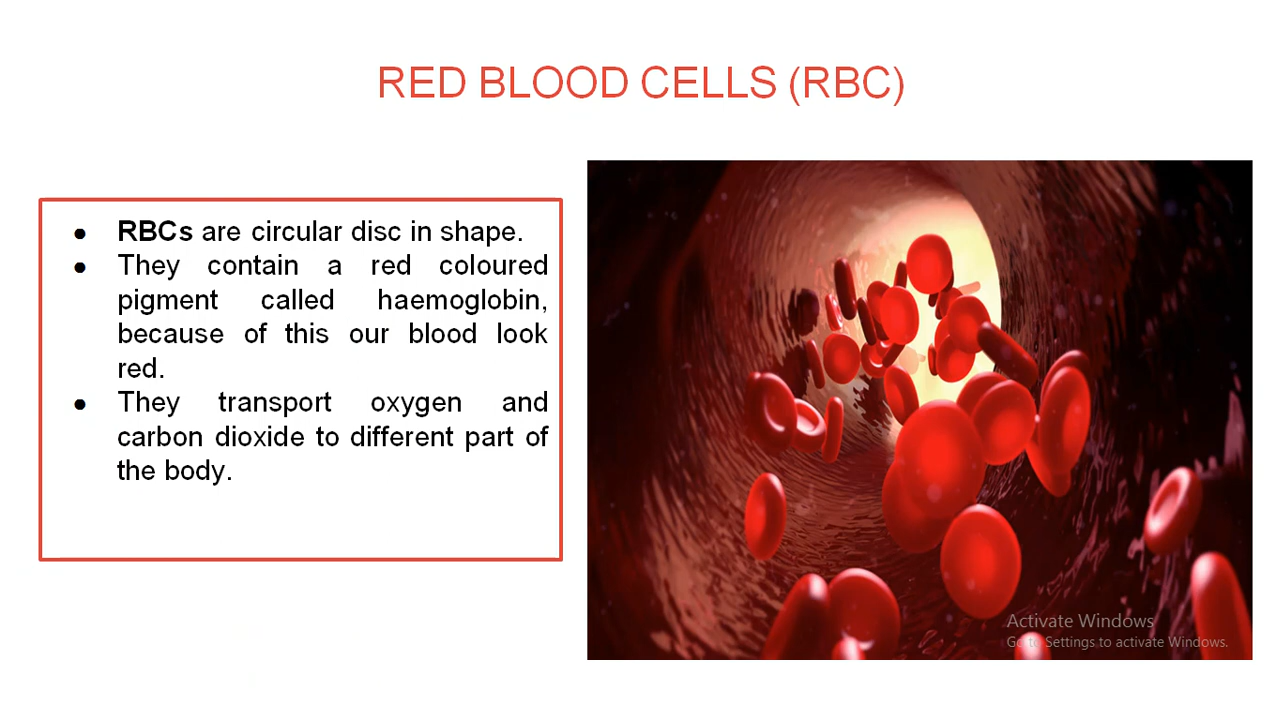 RED BLOOD CELLS (RBC)
● RBCs are circular disc in shape.
● They contain a red coloured
pigment called haemoglobin,
because of this our blood look
red.
● They transport oxygen and
carbon dioxide to different part of
the body.
Activate Windows
Go to Settings to activate Windows.